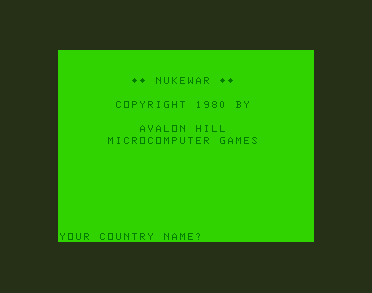 ♦♦ NUKEWAR ♦♦
COPYRIGHT 1980 BY
AVALON HILL
MICROCOMPUTER GAMES
YOUR COUNTRY NAME?